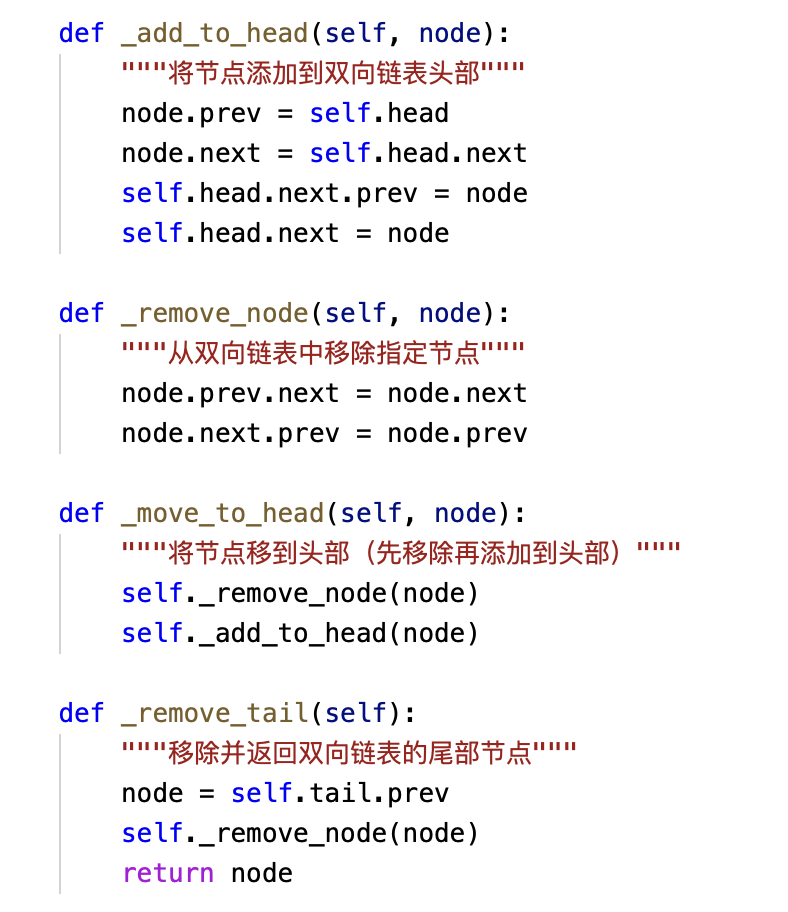 def _add_to_head(self, node):
"""将节点添加到双向链表头部"""
node.prev = self.head
node.next = self.head.next
self.head.next.prev = node
self.head.next = node
def _remove_node(self, node):
"""从双向链表中移除指定节点"""
node.prev.next = node.next
node.next.prev = node.prev
def _move_to_head(self, node):
"""将节点移到头部（先移除再添加到头部）"""
self._remove_node(node)
self._add_to_head(node)
def _remove_tail(self):
"""移除并返回双向链表的尾部节点"""
node = self.tail.prev
self._remove_node(node)
return node